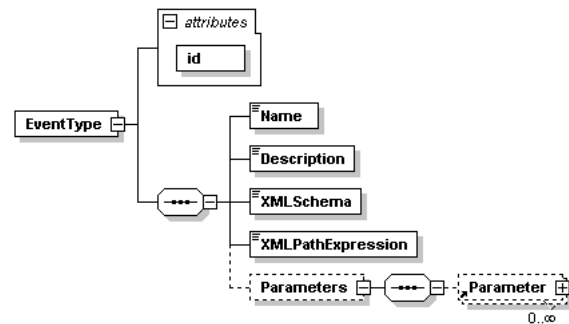 attributes
id
EventType
Name
Description
XMLSchema
XMLPathExpression
Parameters
Parameter
0..∞